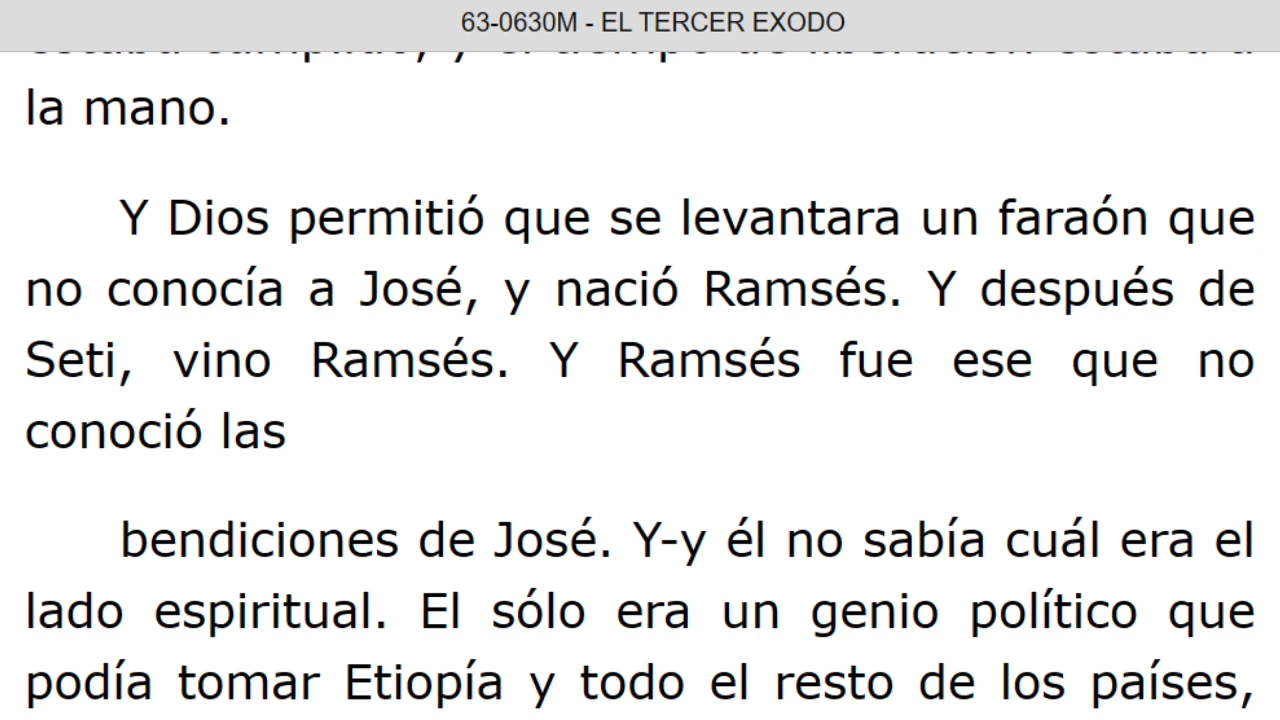 63-0630M - EL TERCER EXODO
la mano.
Y Dios permitió que se levantara un faraón que
no conocía a José, y nació Ramsés. Y después de
Seti, vino Ramsés. Y Ramsés fue ese que no
conoció las
bendiciones de José. Y-y él no sabía cuál era el
lado espiritual. El sólo era un genio político que
podía tomar Etiopía y todo el resto de los países,